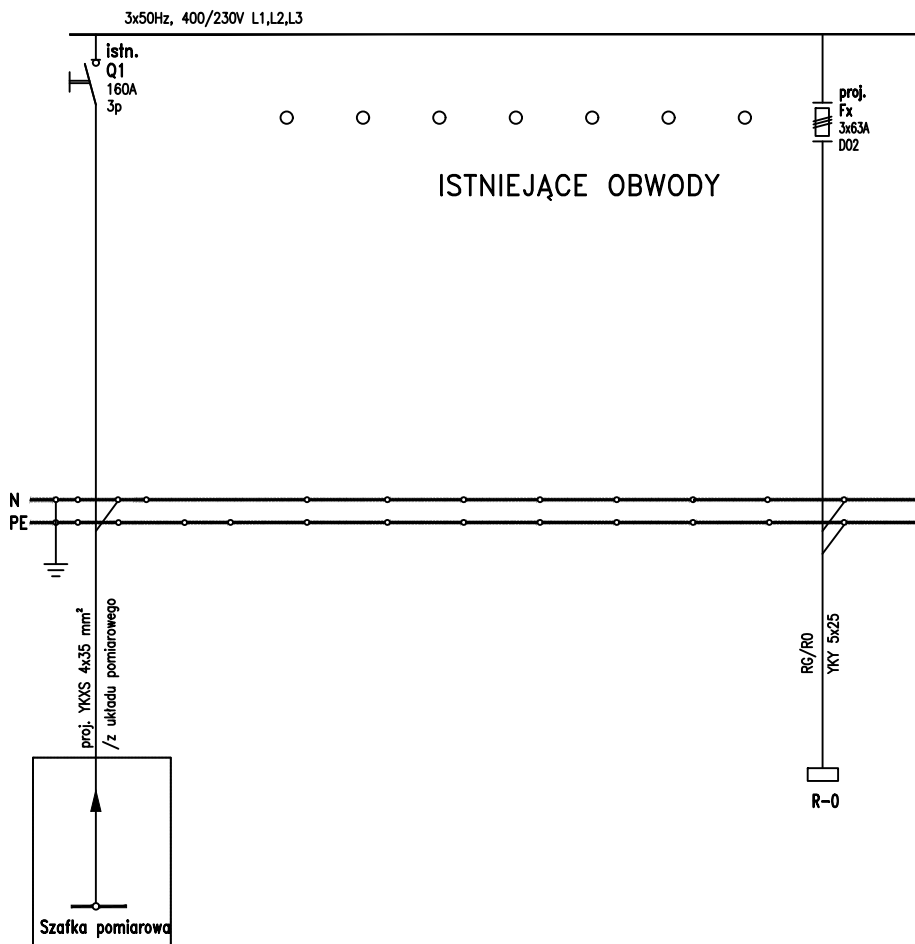 3x50Hz, 400/230V L1,L2,L3
istn.
Q1
160A
3p
proj.
Fx
3x63A
D02
ISTNIEJĄCE OBWODY
N
PE
proj. YKXS 4x35 mm²
/z układu pomiarowego
RG/R0
YKY 5x25
R-0
Szafka pomiarowa